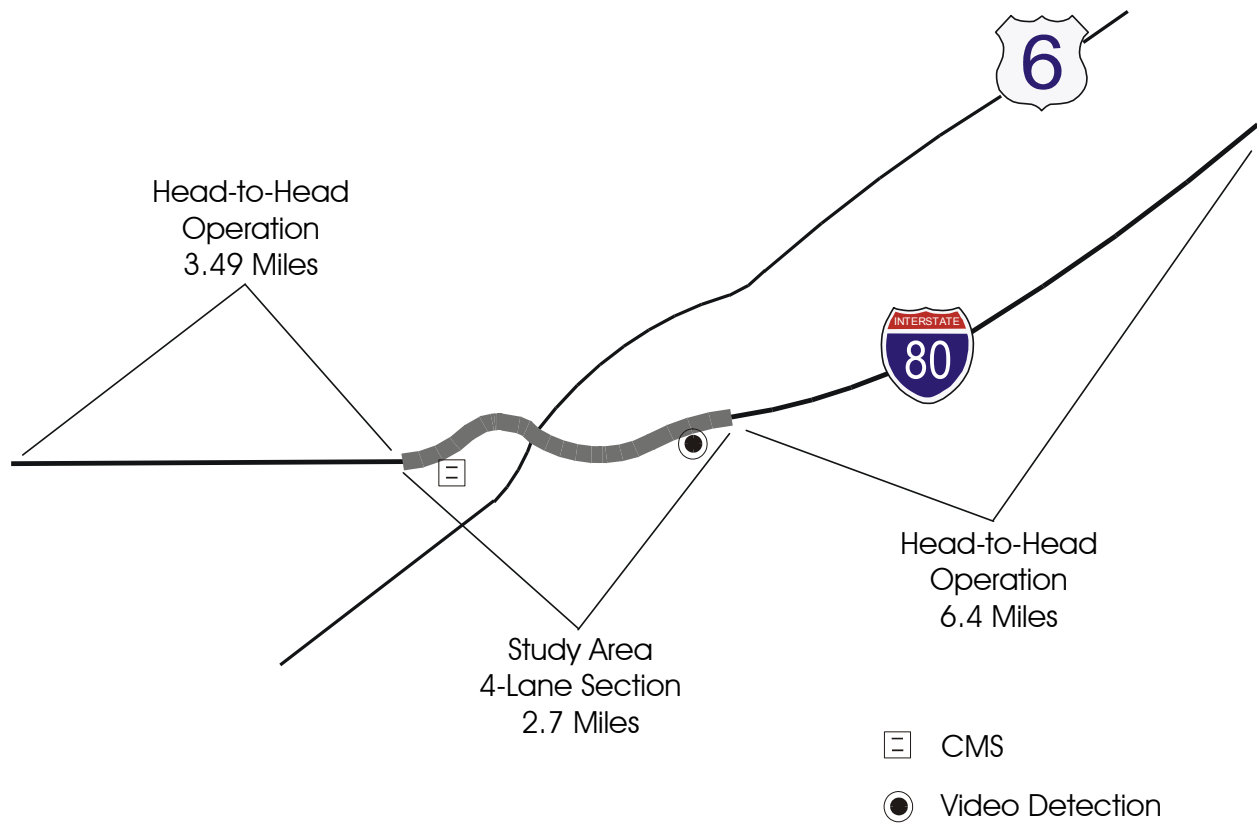 6
Head-to-Head
Operation
3.49 Miles
INTERSTATE
80
Head-to-Head
Operation
6.4 Miles
Study Area
4-Lane Section
2.7 Miles
CMS
Video Detection